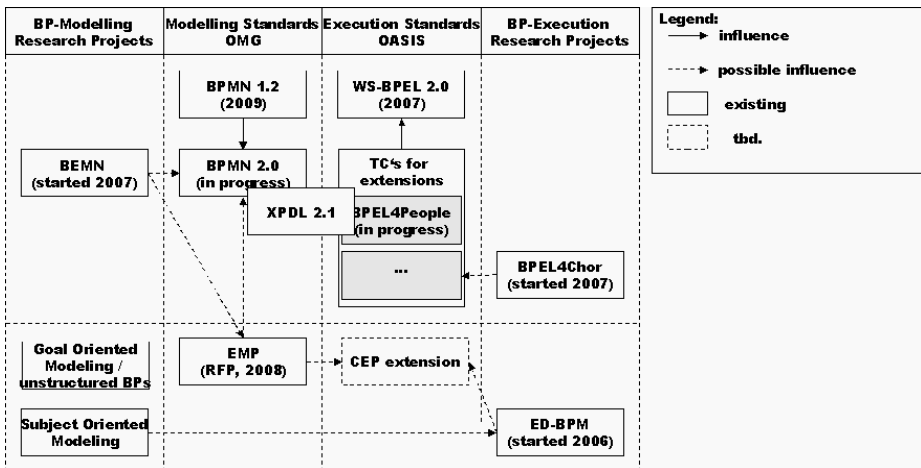 BP-Modelling
Research Projects
Modelling Standards
OMG
Execution Standards
OASIS
BP-Execution
Research Projects
Legend:
influence
possible influence
existing
tbd.
BPMN 1.2
(2009)
WS-BPEL 2.0
(2007)
BEMN
(started 2007)
BPMN 2.0
(in progress)
TC's for
extensions
XPDL 2.1
BPEL4People
(in progress)
...
BPEL4Chor
(started 2007)
Goal Oriented
Modeling /
unstructured BPs
EMP
(RFP, 2008)
CEP extension
Subject Oriented
Modeling
ED-BPM
(started 2006)